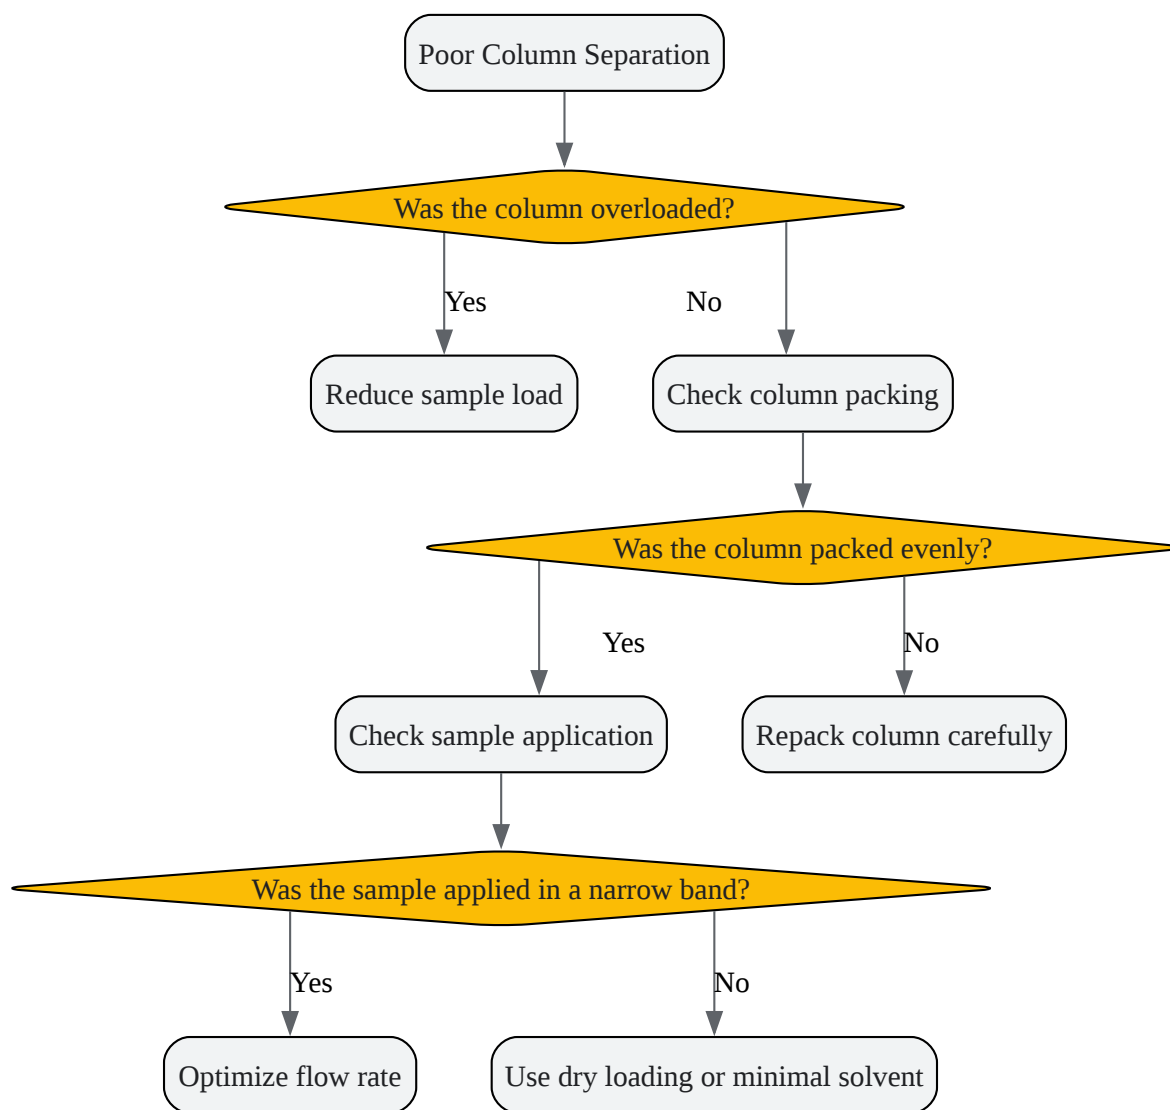 Poor Column Separation
Was the column overloaded?
Yes
No
Reduce sample load
Check column packing
Was the column packed evenly?
Yes
No
Check sample application
Repack column carefully
Was the sample applied in a narrow band?
Yes
No
Optimize flow rate
Use dry loading or minimal solvent